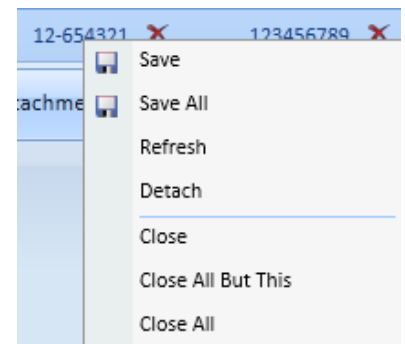 12-654321 123456789
Save
tachme
Save All
Refresh
Detach
Close
Close All But This
Close All